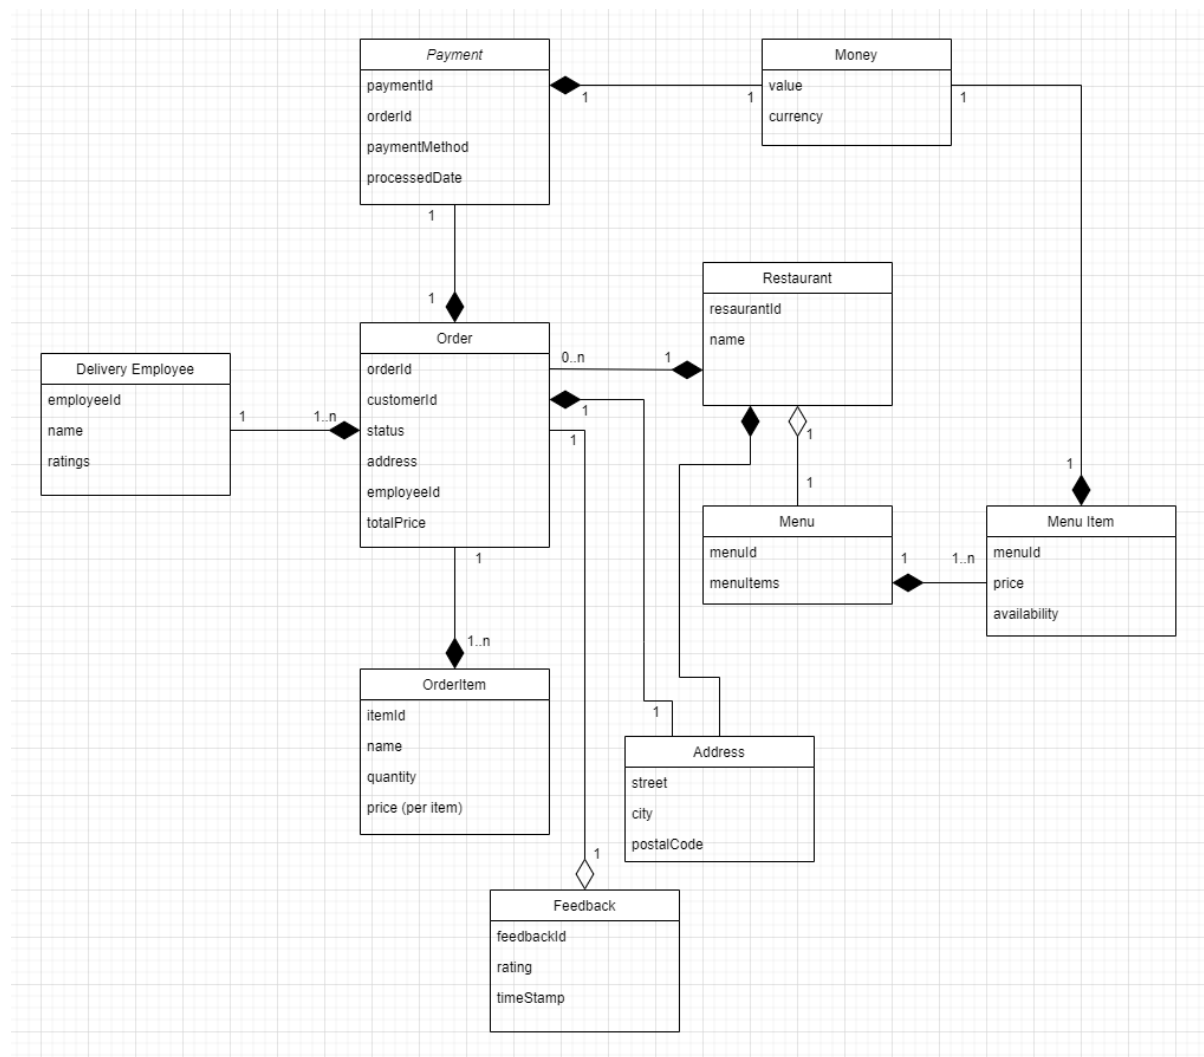 Payment
paymentId
orderId
paymentMethod
processedDate
1
1
Money
value
currency
1
1
1
Restaurant
resaurantId
name
1
Order
orderId
customerId
status
address
employeeId
totalPrice
0..n
1
1
1
Delivery Employee
employeeId
name
ratings
1
1..n
1
1
Menu
menuId
menuItems
1
1..n
1
Menu Item
menuId
price
availability
1
1..n
OrderItem
itemId
name
quantity
price (per item)
1
Address
street
city
postalCode
1
Feedback
feedbackId
rating
timeStamp